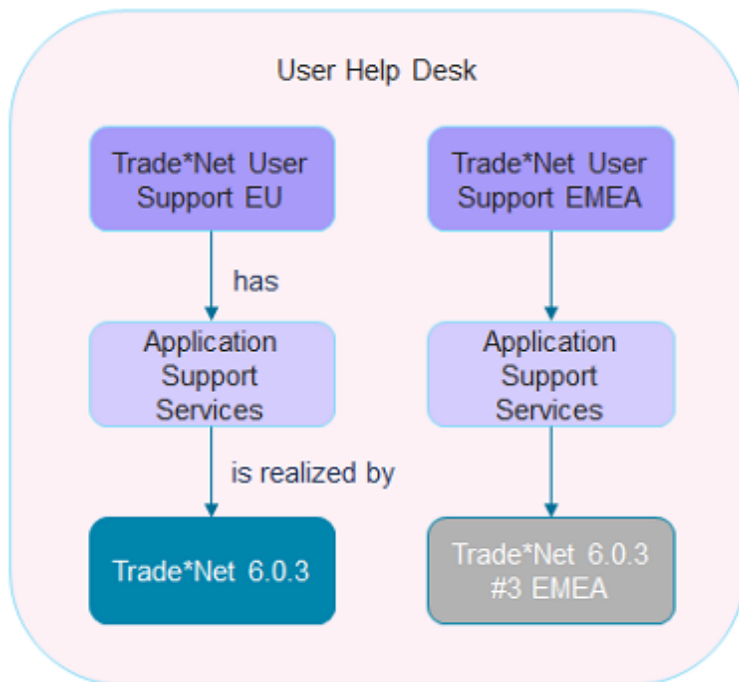 User Help Desk
Trade*Net User
Support EU
Trade*Net User
Support EMEA
has
Application
Support
Services
Application
Support
Services
is realized by
Trade*Net 6.0.3
Trade*Net 6.0.3
#3 EMEA